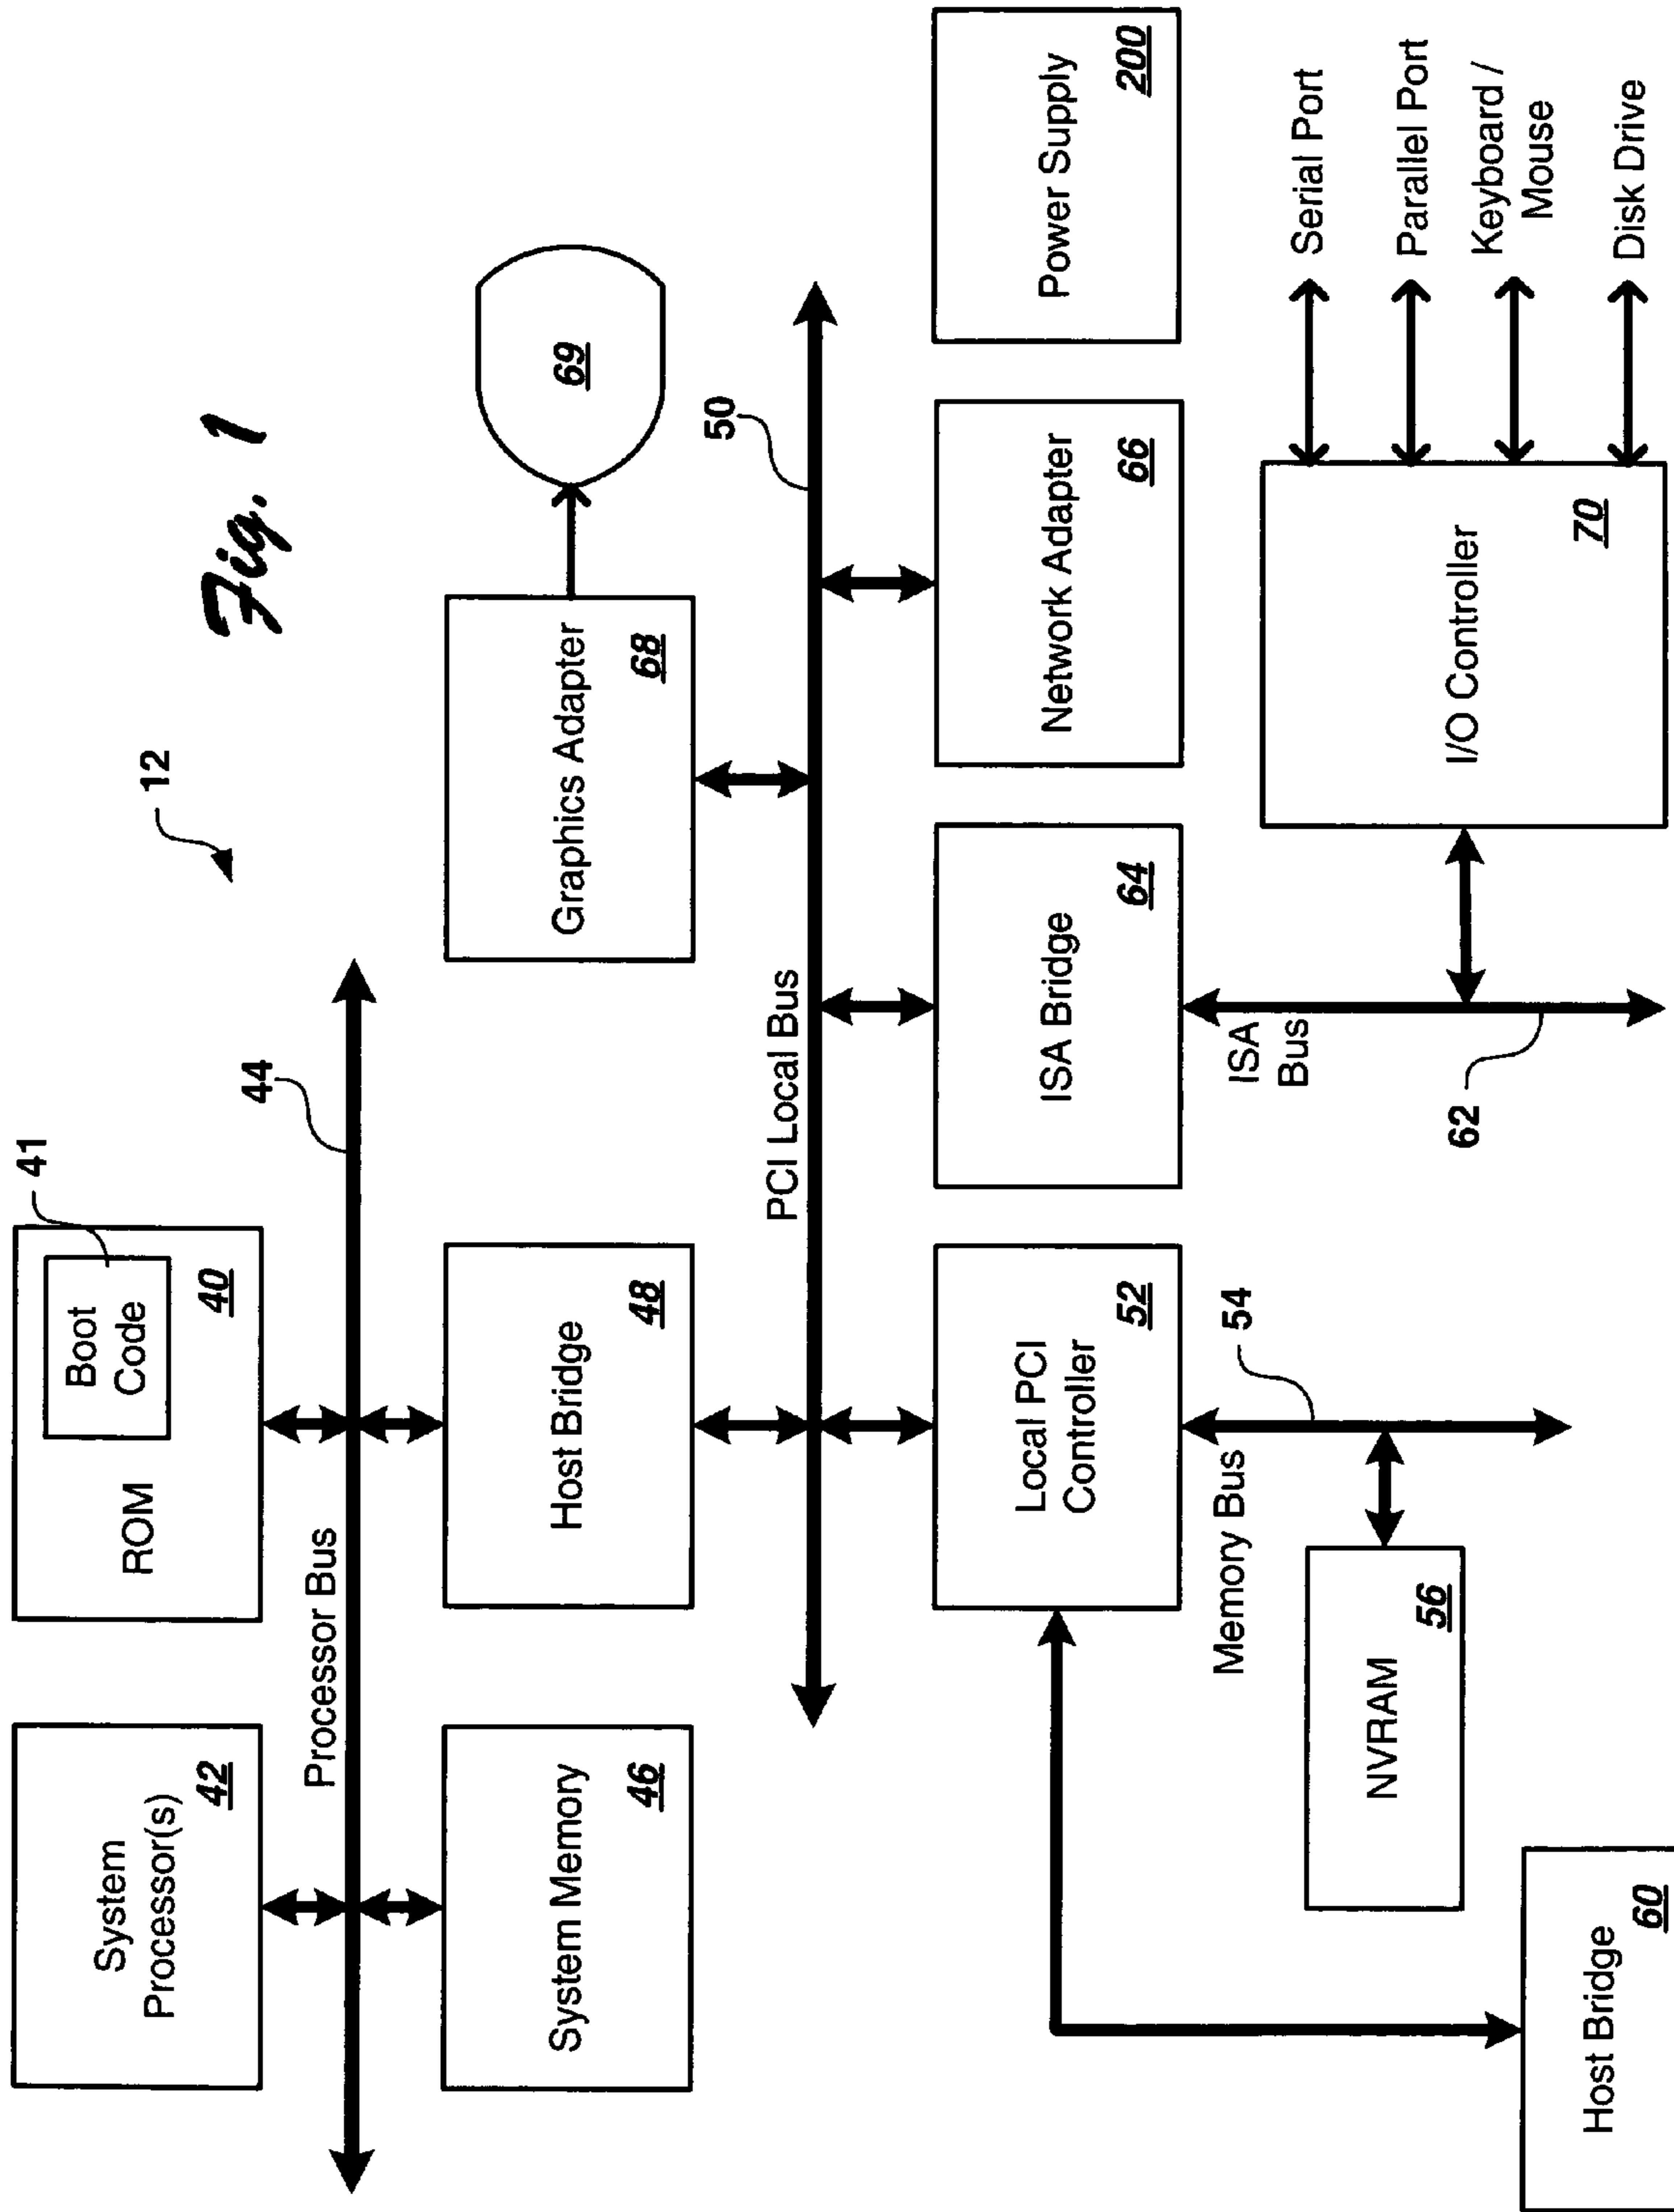 Fig. 1
12
System
Processor(s)
42
ROM
Boot
Code
40
41
Processor Bus
44
System Memory
46
Host Bridge
48
Graphics Adapter
68
69
PCI Local Bus
50
Local PCI
Controller
52
ISA Bridge
64
Network Adapter
66
Power Supply
200
Memory Bus
54
NVRAM
56
Host Bridge
60
ISA
Bus
62
I/O Controller
70
Serial Port
Parallel Port
Keyboard /
Mouse
Disk Drive